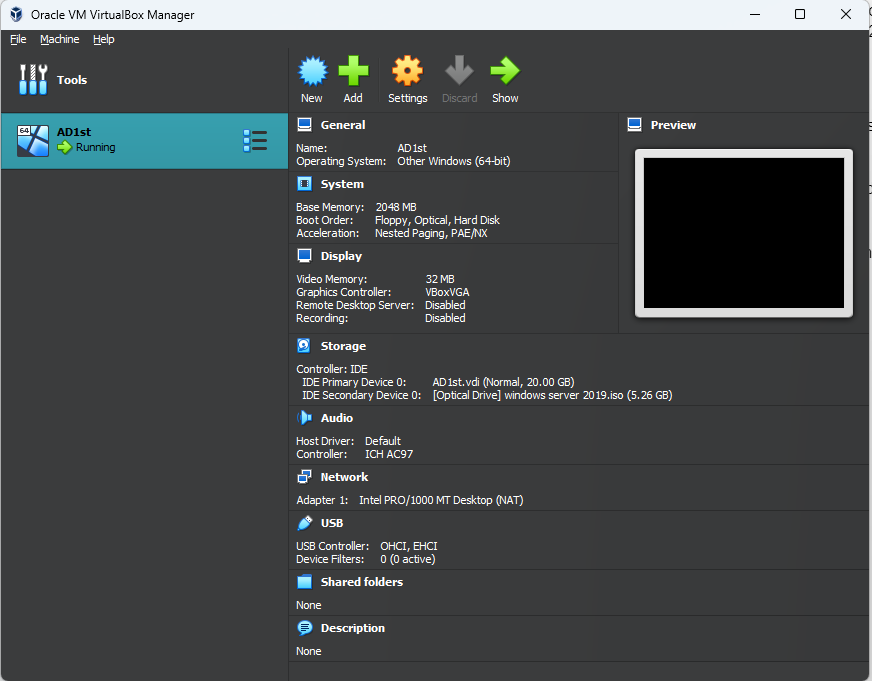 Oracle VM VirtualBox Manager
File Machine Help
Tools
New Add Settings Discard Show
64
AD1st
Running
General
Name: AD1st
Operating System: Other Windows (64-bit)
System
Base Memory: 2048 MB
Boot Order: Floppy, Optical, Hard Disk
Acceleration: Nested Paging, PAE/NX
Display
Video Memory: 32 MB
Graphics Controller: VBoxVGA
Remote Desktop Server: Disabled
Recording: Disabled
Preview
Storage
Controller: IDE
IDE Primary Device 0: AD1st.vdi (Normal, 20.00 GB)
IDE Secondary Device 0: [Optical Drive] windows server 2019.iso (5.26 GB)
Audio
Host Driver: Default
Controller: ICH AC97
Network
Adapter 1: Intel PRO/1000 MT Desktop (NAT)
USB
USB Controller: OHCI, EHCI
Device Filters: 0 (0 active)
Shared folders
None
Description
None